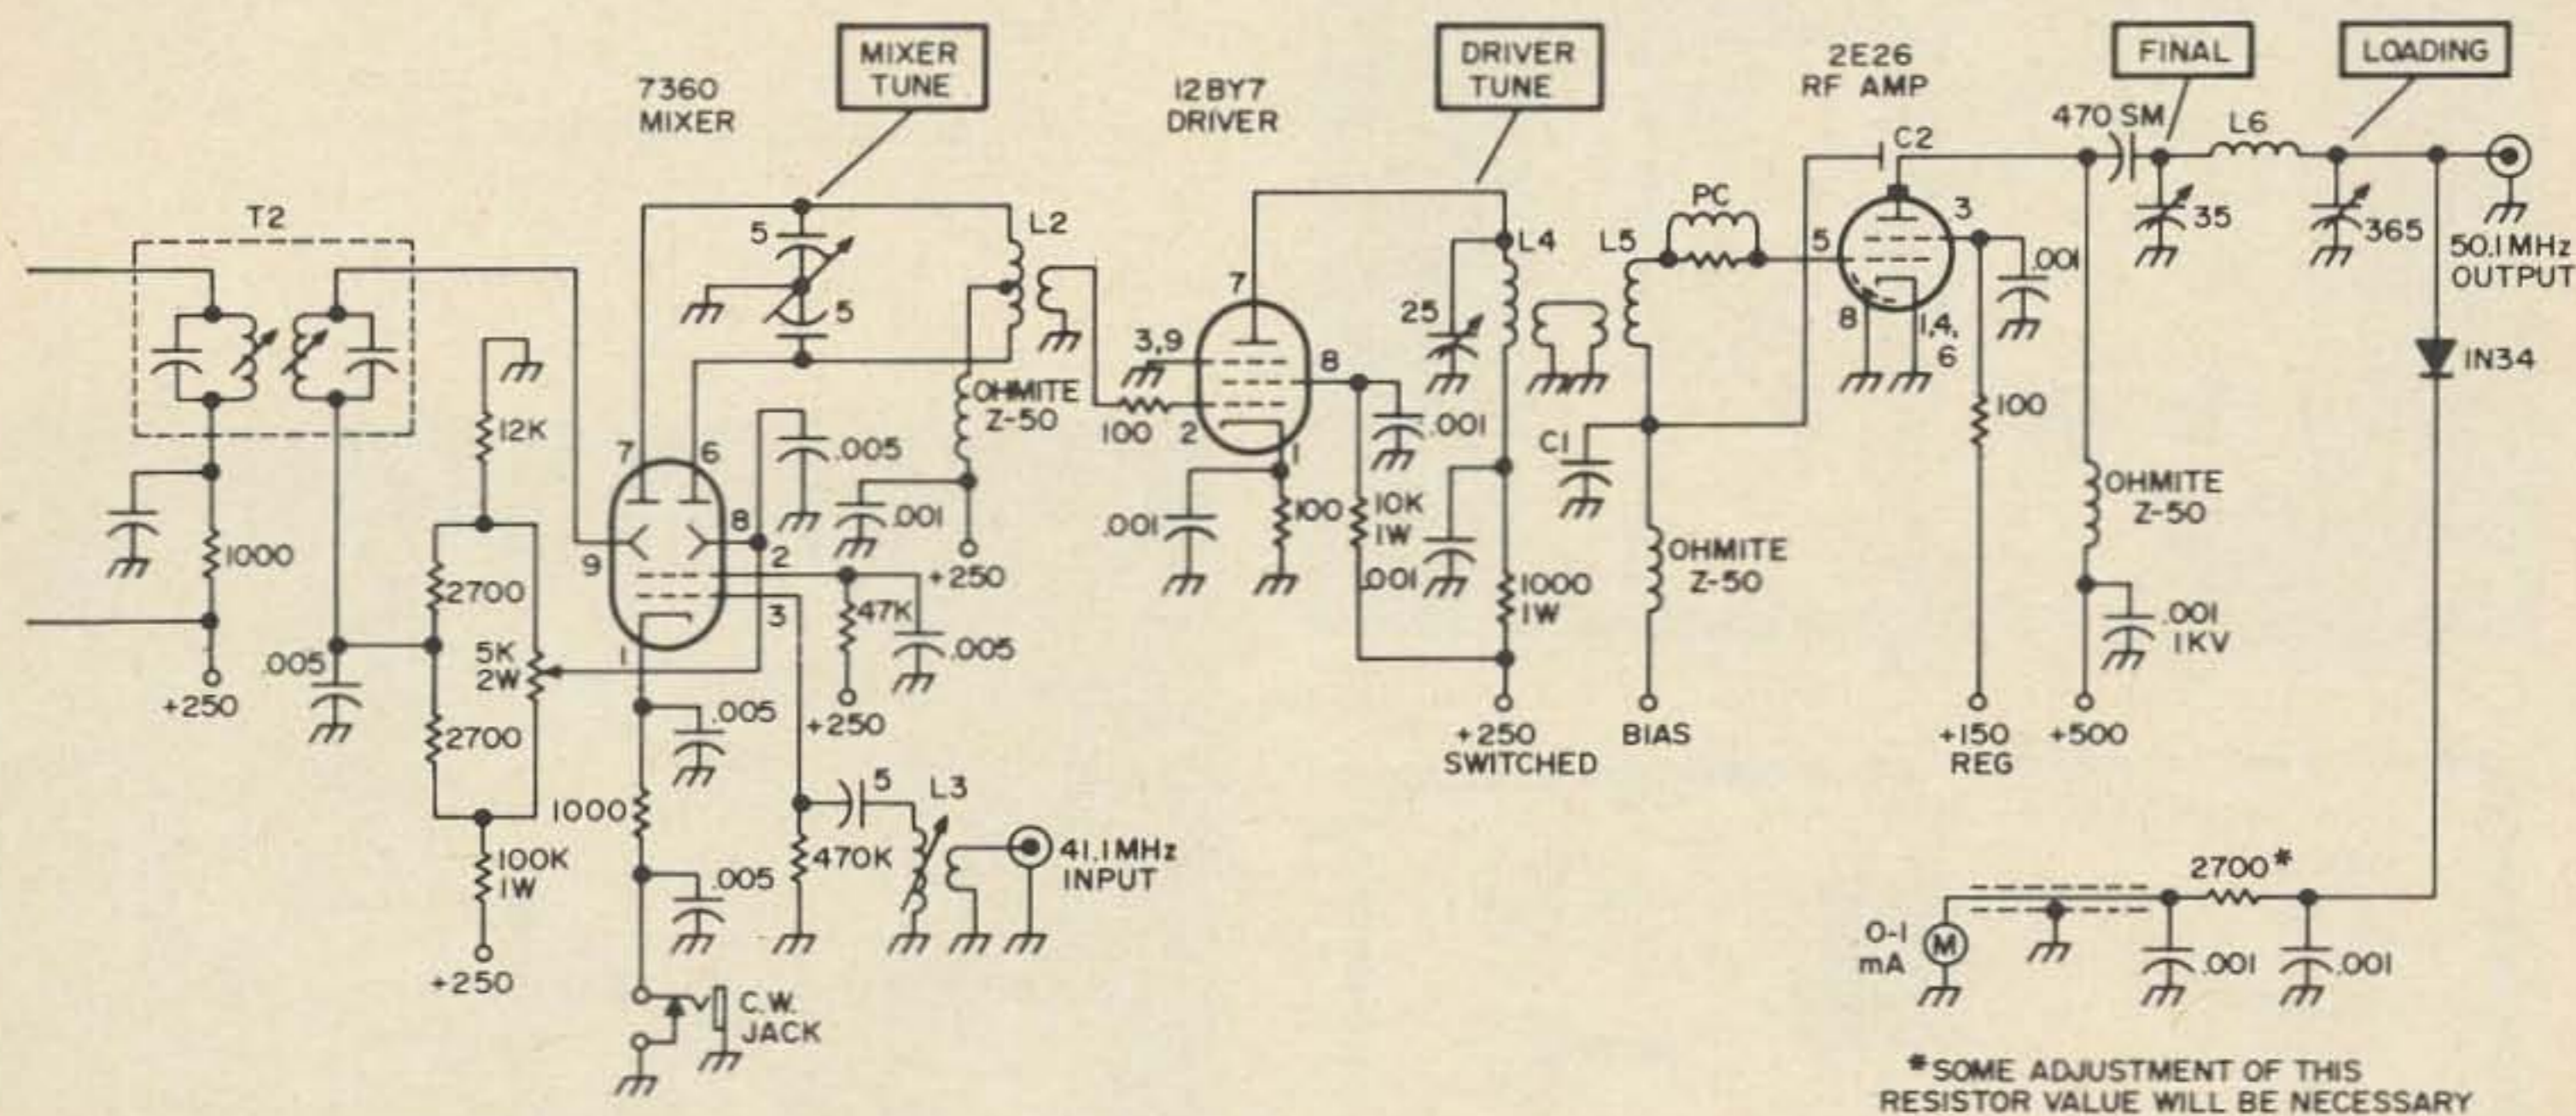 MIXER
TUNE
DRIVER
TUNE
FINAL
LOADING
7360
MIXER
12BY7
DRIVER
2E26
RF AMP
470 SM
L6
C2
T2
5
L2
5
7
L4
L5
PC
5
3
35
365
50.1 MHz
OUTPUT
.001
25
3,9
8
8
1,4,
6
1N34
12K
OHMITE
Z-50
100
2
.001
C1
100
7
6
.005
1
.001
8
.001
100
10K
1W
OHMITE
Z-50
1000
9
2
+250
.001
1000
1W
OHMITE
Z-50
2700
47K
3
.005
.001
1KV
5K
2W
1
.005
+250
2700
.005
+250
+250
SWITCHED
BIAS
+150
REG
+500
1000
5
L3
470K
41.1 MHz
INPUT
100K
1W
.005
2700*
0-1
mA
M
.001
.001
+250
C.W.
JACK
*SOME ADJUSTMENT OF THIS
RESISTOR VALUE WILL BE NECESSARY